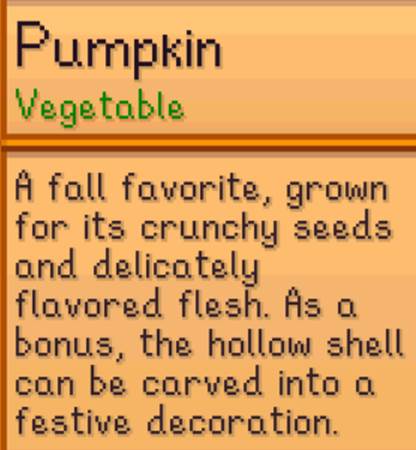 Pumpkin
Vegetable
A fall favorite, grown
for its crunchy seeds
and delicately
flavored flesh. As a
bonus, the hollow shell
can be carved into a
festive decoration.